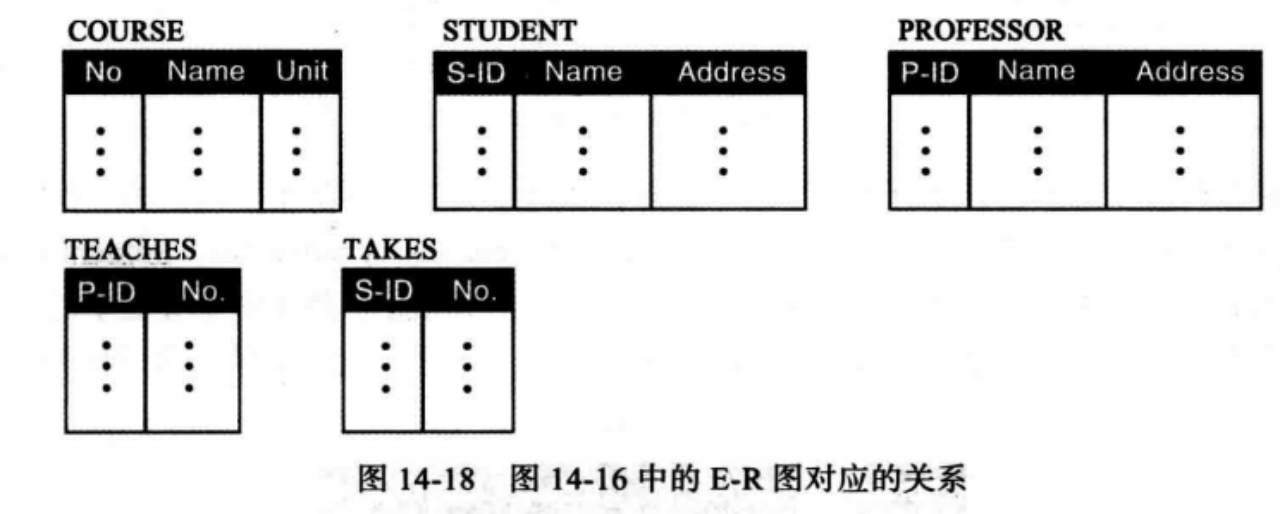 COURSE STUDENT PROFESSOR
No Name Unit S-ID Name Address P-ID Name Address
TEACHES TAKES
P-ID No. S-ID No.
图 14-18 图 14-16 中的 E-R 图对应的关系